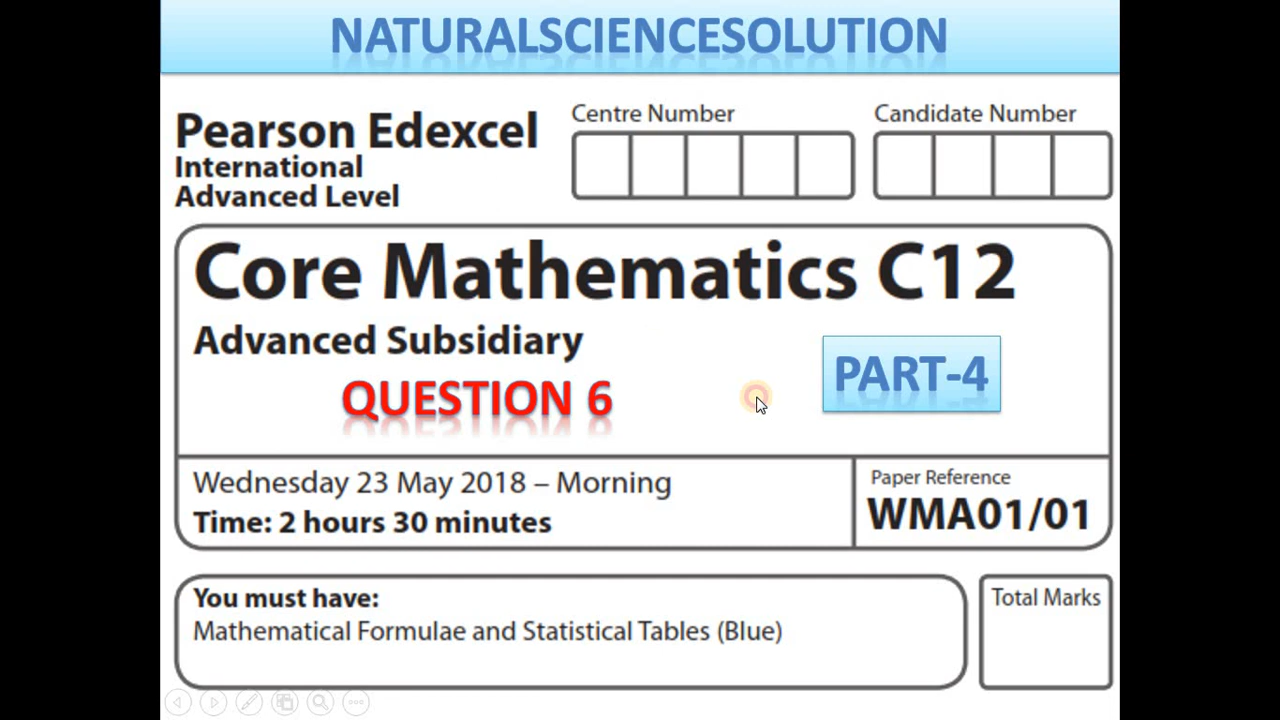 NATURALSCIENCESOLUTION
Pearson Edexcel
International
Advanced Level
Centre Number
Candidate Number
Core Mathematics C12
Advanced Subsidiary
QUESTION 6
PART-4
Wednesday 23 May 2018 – Morning
Time: 2 hours 30 minutes
Paper Reference
WMA01/01
You must have:
Mathematical Formulae and Statistical Tables (Blue)
Total Marks